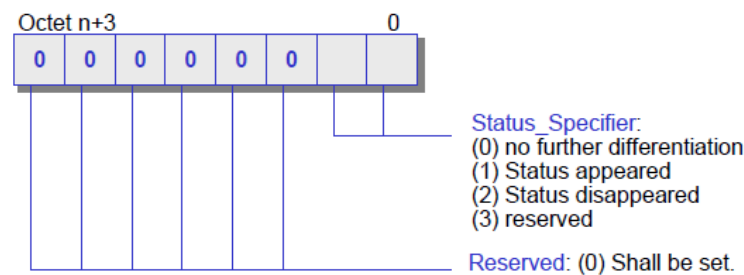 Octet n+3 0
0 0 0 0 0 0
Status_Specifier:
(0) no further differentiation
(1) Status appeared
(2) Status disappeared
(3) reserved
Reserved: (0) Shall be set.